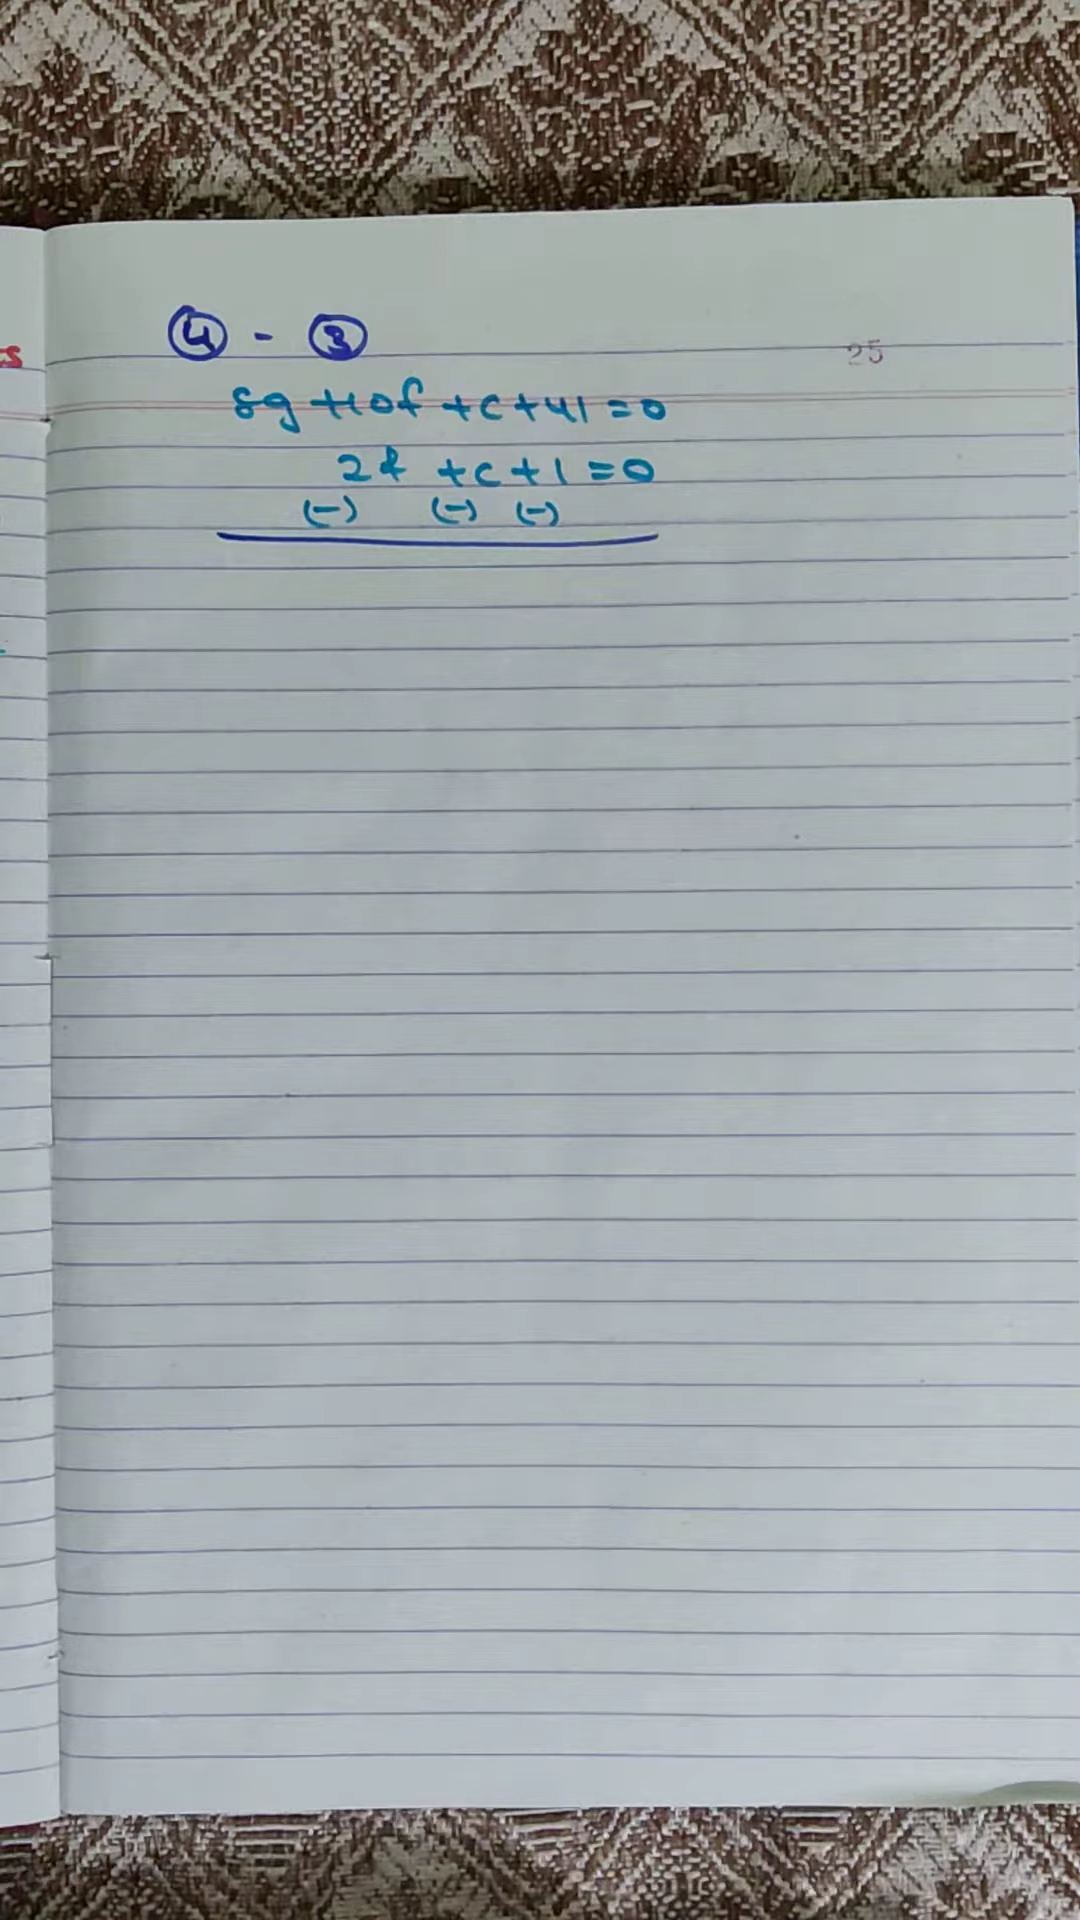 ④ - ③
25
8g +10f +c+41=0
2f +c+1=0
(-) (-) (-)